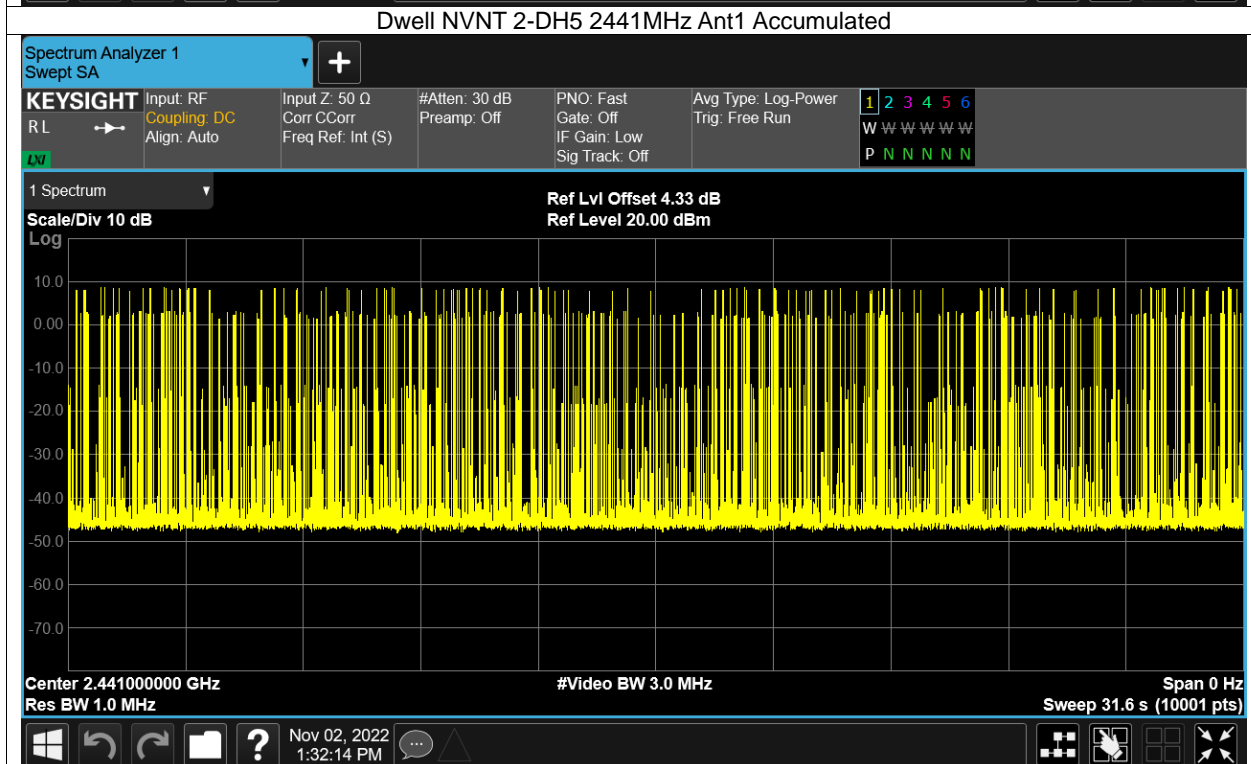 Dwell NVNT 2-DH5 2441MHz Ant1 Accumulated
Spectrum Analyzer 1
Swept SA
KEYSIGHT
R L
LXI
Input: RF
Coupling: DC
Align: Auto
Input Z: 50 Ω
Corr CCorr
Freq Ref: Int (S)
#Atten: 30 dB
Preamp: Off
PNO: Fast
Gate: Off
IF Gain: Low
Sig Track: Off
Avg Type: Log-Power
Trig: Free Run
1 2 3 4 5 6
W W W W W W
P N N N N N
1 Spectrum
Scale/Div 10 dB
Ref Lvl Offset 4.33 dB
Ref Level 20.00 dBm
Log
10.0
0.00
-10.0
-20.0
-30.0
-40.0
-50.0
-60.0
-70.0
Center 2.441000000 GHz
#Video BW 3.0 MHz
Span 0 Hz
Res BW 1.0 MHz
Sweep 31.6 s (10001 pts)
?
Nov 02, 2022
1:32:14 PM